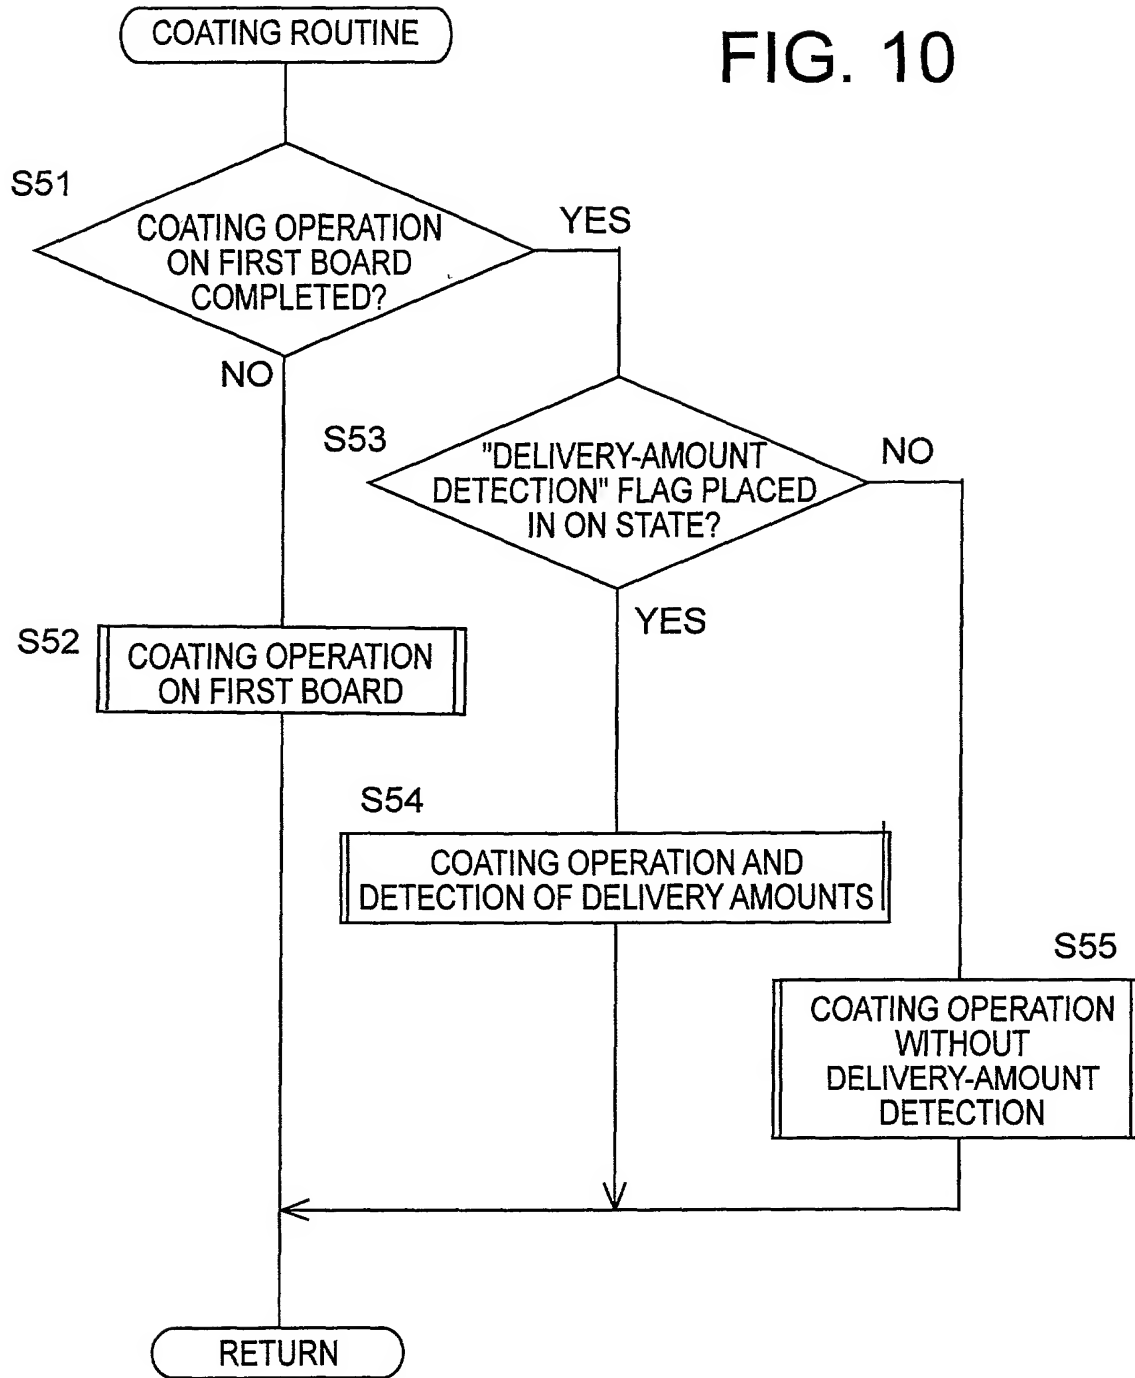 COATING ROUTINE
FIG. 10
S51
COATING OPERATION
ON FIRST BOARD
COMPLETED?
YES
NO
S53
"DELIVERY-AMOUNT
DETECTION" FLAG PLACED
IN ON STATE?
NO
YES
S52
COATING OPERATION
ON FIRST BOARD
S54
COATING OPERATION AND
DETECTION OF DELIVERY AMOUNTS
S55
COATING OPERATION
WITHOUT
DELIVERY-AMOUNT
DETECTION
RETURN